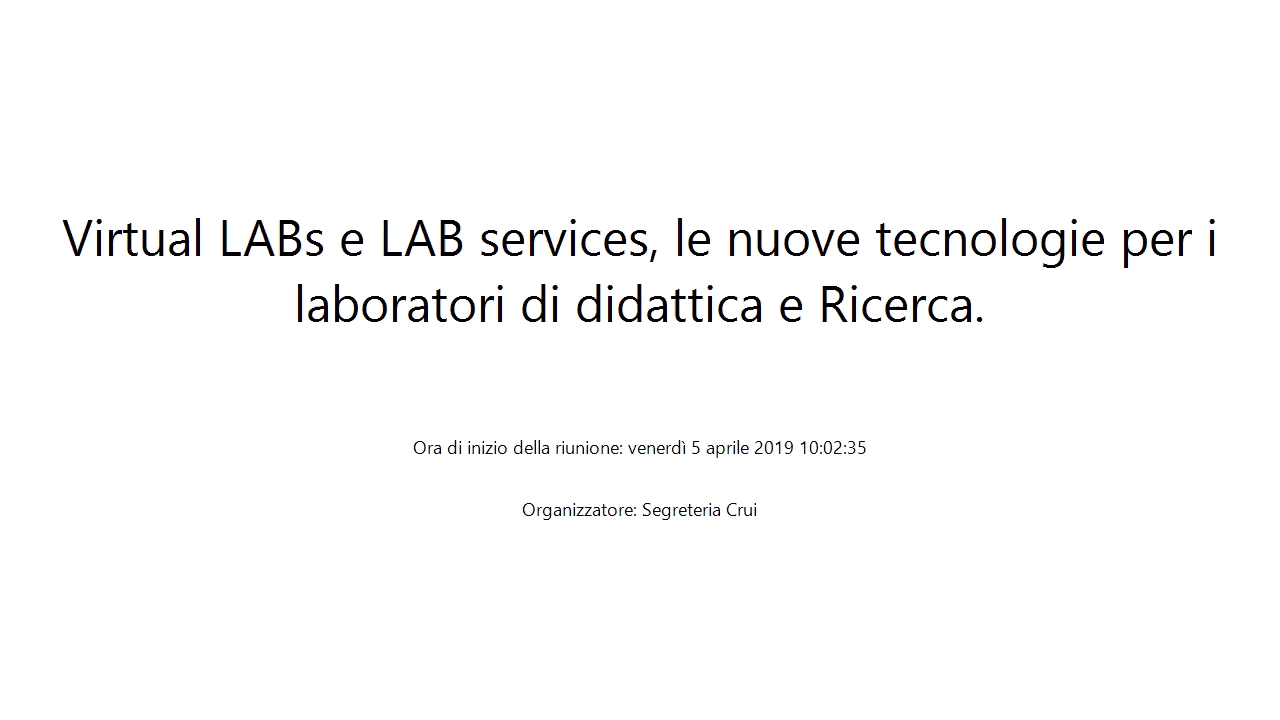 Virtual LABs e LAB services, le nuove tecnologie per i
laboratori di didattica e Ricerca.
Ora di inizio della riunione: venerdì 5 aprile 2019 10:02:35
Organizzatore: Segreteria Crui